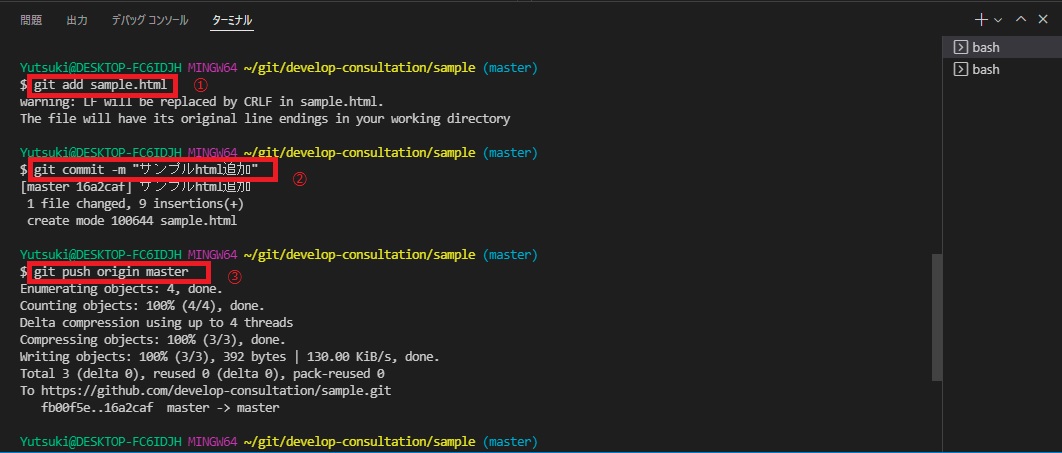 問題 出力 デバッグ コンソール ターミナル
bash
bash
Yutsuki@DESKTOP-FC6IDJH MINGW64 ~/git/develop-consultation/sample (master)
$ git add sample.html ①
warning: LF will be replaced by CRLF in sample.html.
The file will have its original line endings in your working directory
Yutsuki@DESKTOP-FC6IDJH MINGW64 ~/git/develop-consultation/sample (master)
$ git commit -m "サンプルhtml追加" ②
[master 16a2caf] サンプルhtml追加
1 file changed, 9 insertions(+)
create mode 100644 sample.html
Yutsuki@DESKTOP-FC6IDJH MINGW64 ~/git/develop-consultation/sample (master)
$ git push origin master ③
Enumerating objects: 4, done.
Counting objects: 100% (4/4), done.
Delta compression using up to 4 threads
Compressing objects: 100% (3/3), done.
Writing objects: 100% (3/3), 392 bytes | 130.00 KiB/s, done.
Total 3 (delta 0), reused 0 (delta 0), pack-reused 0
To https://github.com/develop-consultation/sample.git
fb00f5e..16a2caf master -> master
Yutsuki@DESKTOP-FC6IDJH MINGW64 ~/git/develop-consultation/sample (master)